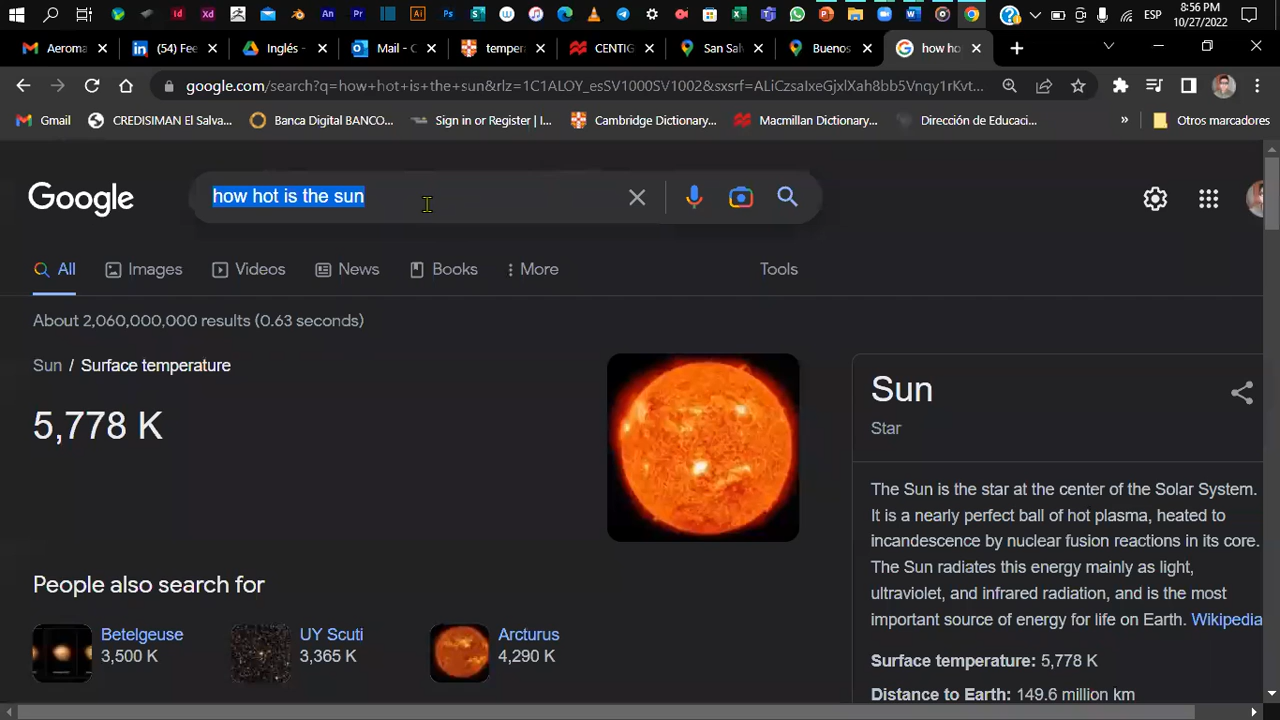 Id
Xd
An
Pr
Ai
Ps
ESP
8:56 PM
10/27/2022
Aeroma
(54) Fee
Inglés -
Mail - C
tempera
CENTIG
San Salv
Buenos
how ho
google.com/search?q=how+hot+is+the+sun&rlz=1C1ALOY_esSV1000SV1002&sxsrf=ALiCzsaIxeGjxlXah8bb5Vnqy1rKvt...
Gmail
CREDISIMAN El Salva...
Banca Digital BANCO...
Sign in or Register | I...
Cambridge Dictionary...
Macmillan Dictionary...
Dirección de Educaci...
»
Otros marcadores
Google
how hot is the sun
All
Images
Videos
News
Books
More
Tools
About 2,060,000,000 results (0.63 seconds)
Sun / Surface temperature
5,778 K
People also search for
Betelgeuse
3,500 K
UY Scuti
3,365 K
Arcturus
4,290 K
Sun
Star
The Sun is the star at the center of the Solar System.
It is a nearly perfect ball of hot plasma, heated to
incandescence by nuclear fusion reactions in its core.
The Sun radiates this energy mainly as light,
ultraviolet, and infrared radiation, and is the most
important source of energy for life on Earth. Wikipedia
Surface temperature: 5,778 K
Distance to Earth: 149.6 million km